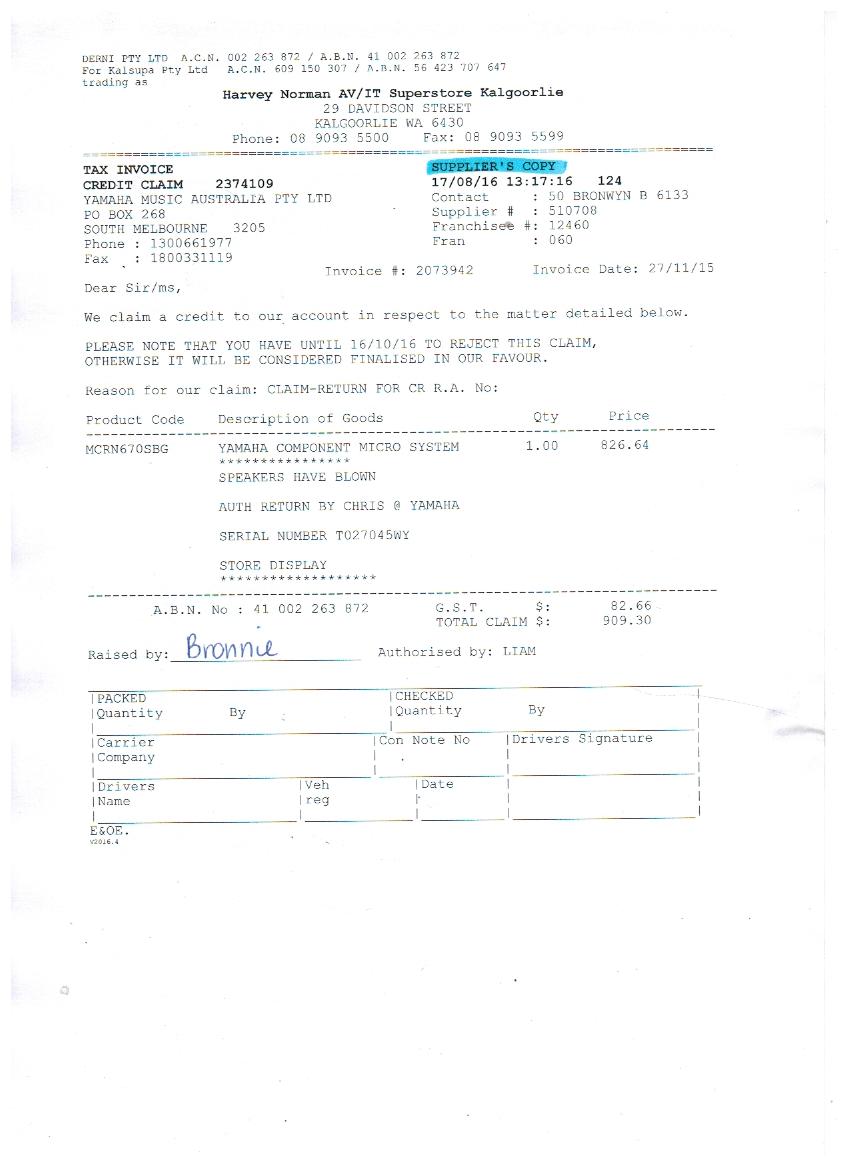 DERNI PTY LTD A.C.N. 002 263 872 / A.B.N. 41 002 263 872
For Kalsupa Pty Ltd A.C.N. 609 150 307 / A.B.N. 56 423 707 647
trading as
Harvey Norman AV/IT Superstore Kalgoorlie
29 DAVIDSON STREET
KALGOORLIE WA 6430
Phone: 08 9093 5500 Fax: 08 9093 5599
TAX INVOICE SUPPLIER'S COPY
CREDIT CLAIM 2374109 17/08/16 13:17:16 124
YAMAHA MUSIC AUSTRALIA PTY LTD Contact : 50 BRONWYN B 6133
PO BOX 268 Supplier # : 510708
SOUTH MELBOURNE 3205 Franchisee #: 12460
Phone : 1300661977 Fran : 060
Fax : 1800331119
Invoice #: 2073942 Invoice Date: 27/11/15
Dear Sir/ms,
We claim a credit to our account in respect to the matter detailed below.
PLEASE NOTE THAT YOU HAVE UNTIL 16/10/16 TO REJECT THIS CLAIM,
OTHERWISE IT WILL BE CONSIDERED FINALISED IN OUR FAVOUR.
Reason for our claim: CLAIM-RETURN FOR CR R.A. No:
Product Code Description of Goods Qty Price
MCRN670SBG YAMAHA COMPONENT MICRO SYSTEM 1.00 826.64
****************
SPEAKERS HAVE BLOWN
AUTH RETURN BY CHRIS @ YAMAHA
SERIAL NUMBER T027045WY
STORE DISPLAY
*******************
A.B.N. No : 41 002 263 872 G.S.T. $: 82.66
TOTAL CLAIM $: 909.30
Raised by: Bronnie Authorised by: LIAM
PACKED CHECKED
Quantity By Quantity By
Carrier Con Note No Drivers Signature
Company
Drivers Veh Date
Name reg
E&OE.
V2016.4